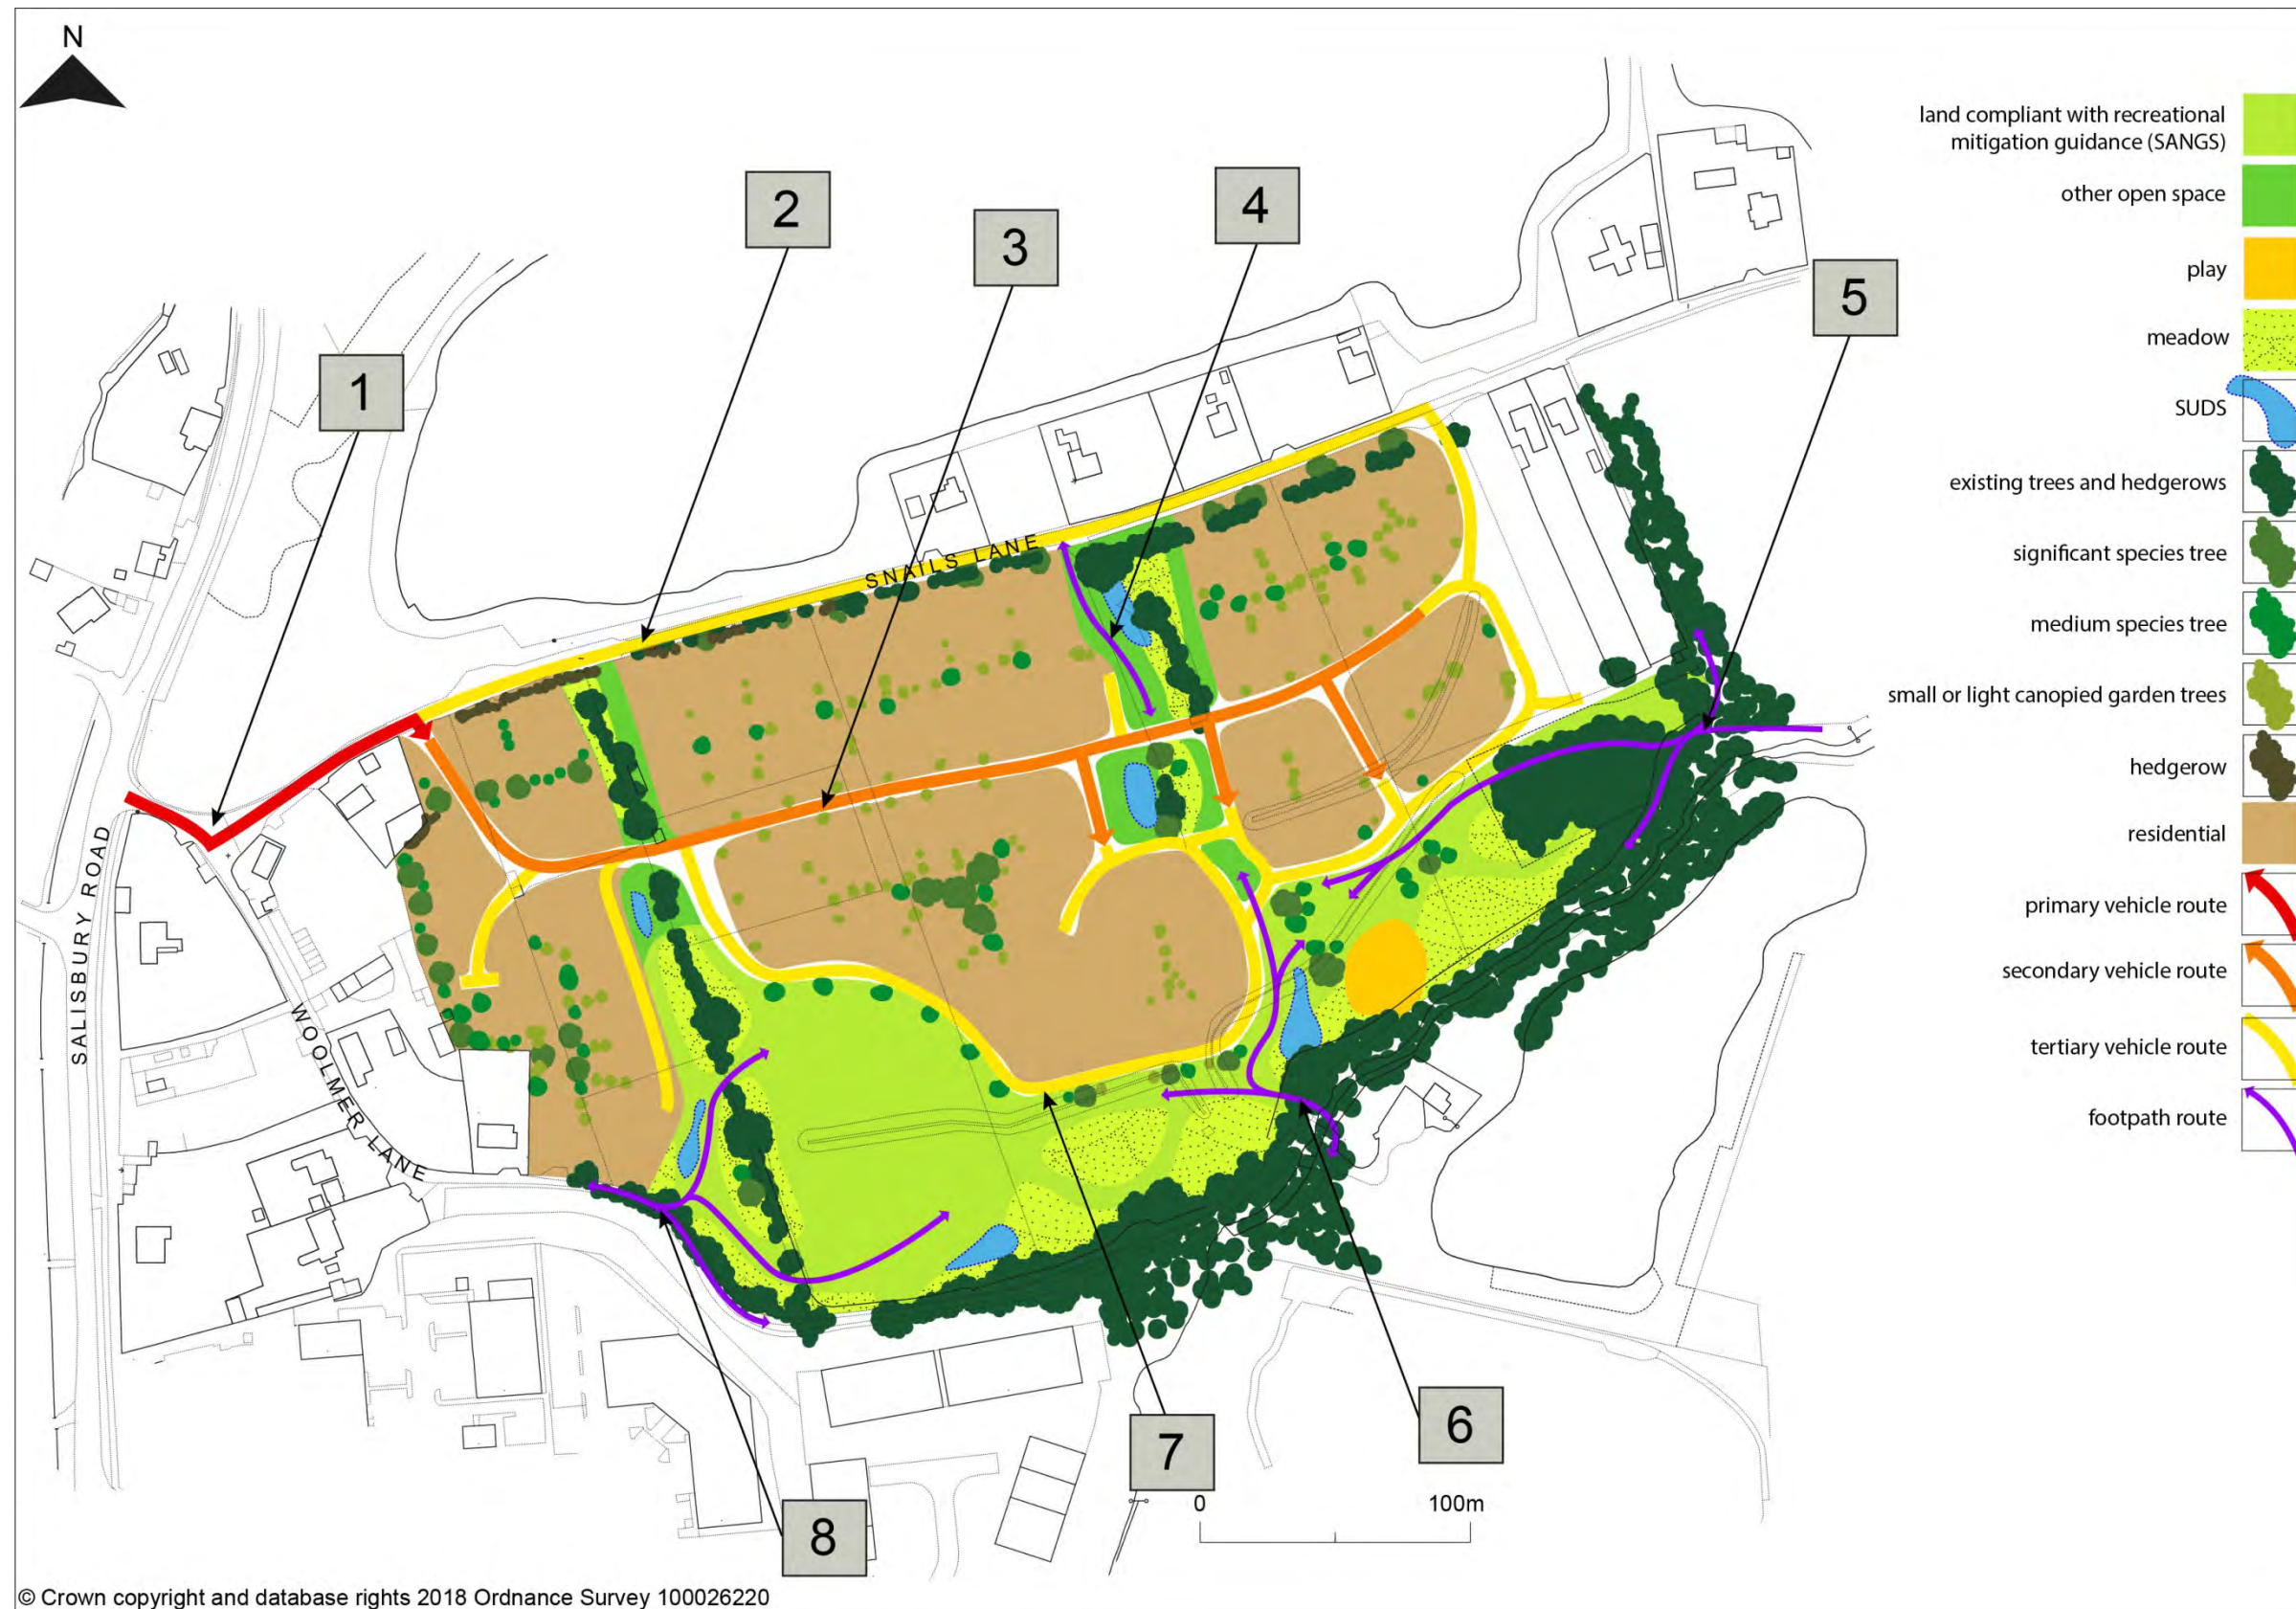 N
1
2
3
4
5
6
7
8
SNAILS LANE
SALISBURY ROAD
WOOLMER LANE
land compliant with recreational
mitigation guidance (SANGS)
other open space
play
meadow
SUDS
existing trees and hedgerows
significant species tree
medium species tree
small or light canopied garden trees
hedgerow
residential
primary vehicle route
secondary vehicle route
tertiary vehicle route
footpath route
0 100m
© Crown copyright and database rights 2018 Ordnance Survey 100026220